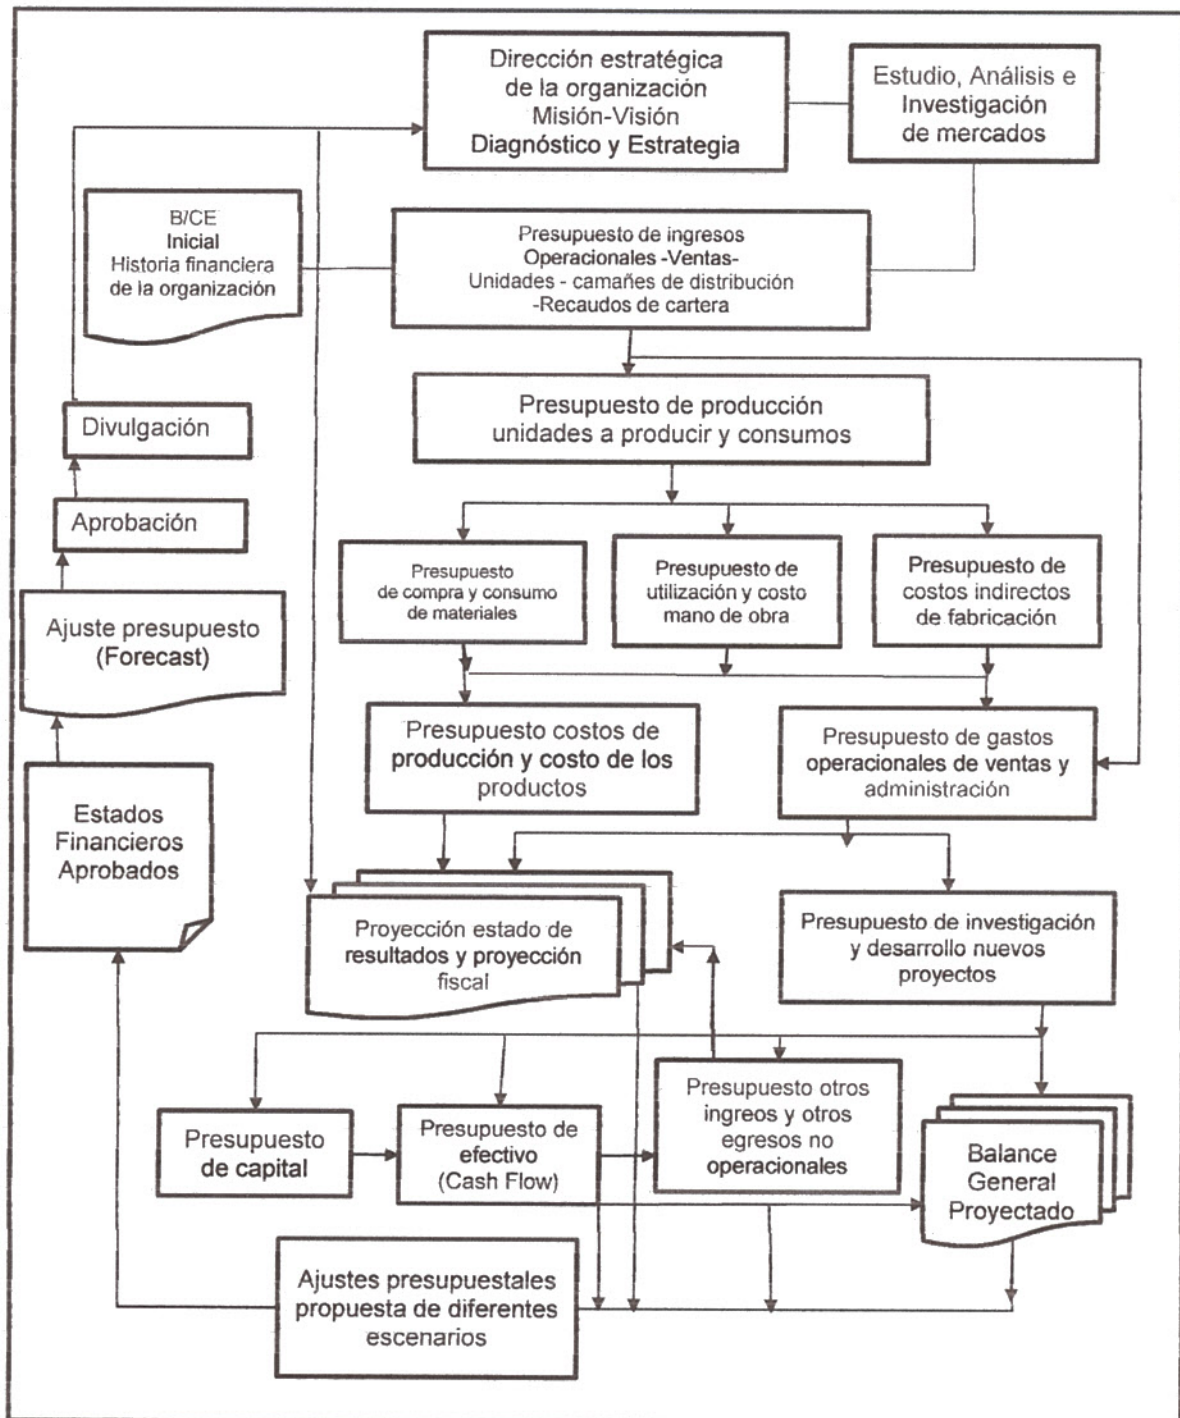 Dirección estratégica
de la organización
Misión-Visión
Diagnóstico y Estrategia
Estudio, Análisis e
Investigación
de mercados
B/CE
Inicial
Historia financiera
de la organización
Presupuesto de ingresos
Operacionales -Ventas-
Unidades - camañes de distribución
-Recaudos de cartera
Divulgación
Presupuesto de producción
unidades a producir y consumos
Aprobación
Presupuesto
de compra y consumo
de materiales
Presupuesto de
utilización y costo
mano de obra
Presupuesto de
costos indirectos
de fabricación
Ajuste presupuesto
(Forecast)
Presupuesto costos de
producción y costo de los
productos
Presupuesto de gastos
operacionales de ventas y
administración
Estados
Financieros
Aprobados
Proyección estado de
resultados y proyección
fiscal
Presupuesto de investigación
y desarrollo nuevos
proyectos
Presupuesto
de capital
Presupuesto de
efectivo
(Cash Flow)
Presupuesto otros
ingreos y otros
egresos no
operacionales
Balance
General
Proyectado
Ajustes presupuestales
propuesta de diferentes
escenarios